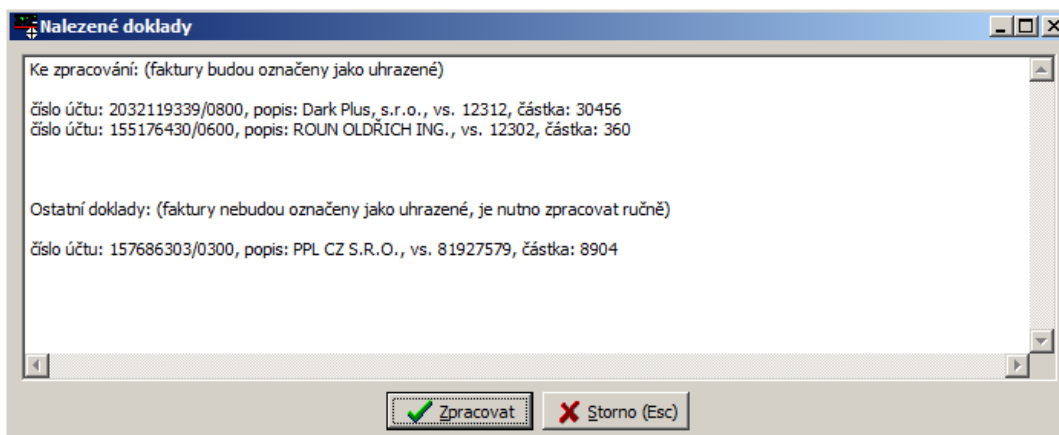 Nalezené doklady
Ke zpracování: (faktury budou označeny jako uhrazené)
číslo účtu: 2032119339/0800, popis: Dark Plus, s.r.o., vs. 12312, částka: 30456
číslo účtu: 155176430/0600, popis: ROUN OLDŘICH ING., vs. 12302, částka: 360
Ostatní doklady: (faktury nebudou označeny jako uhrazené, je nutno zpracovat ručně)
číslo účtu: 157686303/0300, popis: PPL CZ S.R.O., vs. 81927579, částka: 8904
Zpracovat
Storno (Esc)